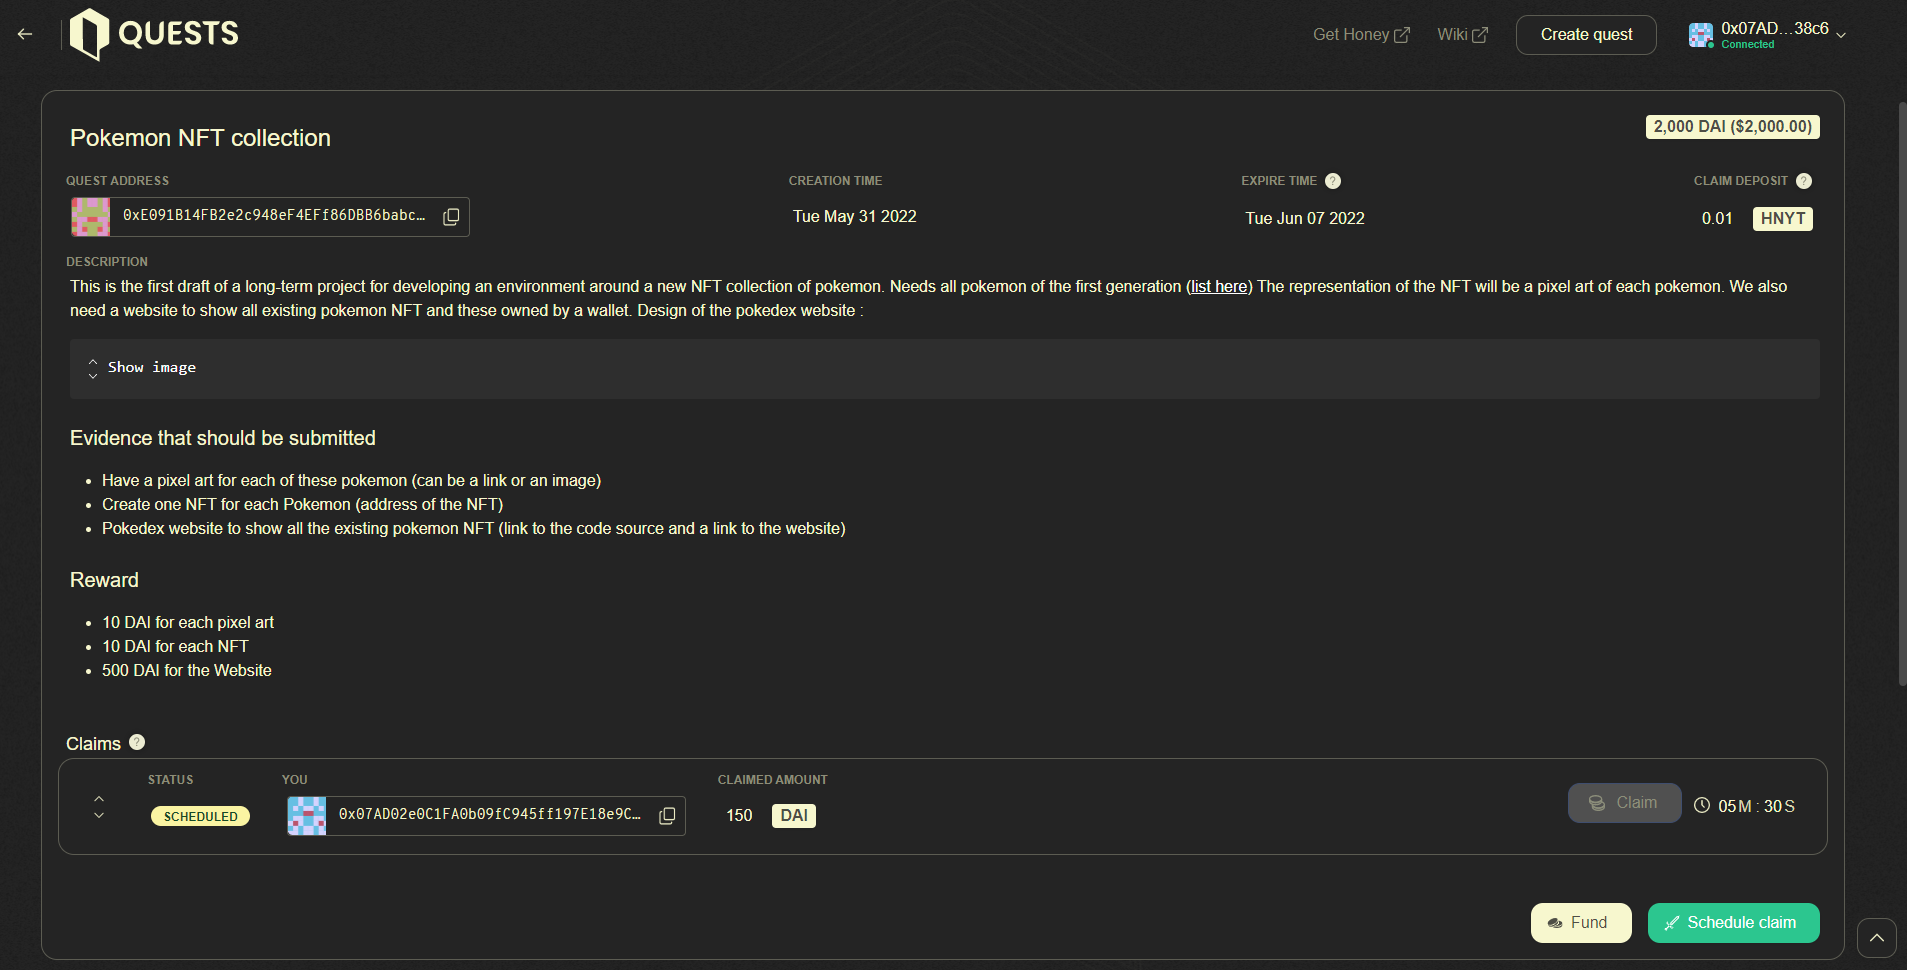 QUESTS
Get Honey
Wiki
Create quest
0x07AD...38c6
Connected
Pokemon NFT collection
2,000 DAI ($2,000.00)
QUEST ADDRESS
CREATION TIME
EXPIRE TIME ?
CLAIM DEPOSIT ?
0xE091B14FB2e2c948eF4EFf86DBB6babc…
Tue May 31 2022
Tue Jun 07 2022
0.01 HNYT
DESCRIPTION
This is the first draft of a long-term project for developing an environment around a new NFT collection of pokemon. Needs all pokemon of the first generation (list here) The representation of the NFT will be a pixel art of each pokemon. We also
need a website to show all existing pokemon NFT and these owned by a wallet. Design of the pokedex website :
Show image
Evidence that should be submitted
• Have a pixel art for each of these pokemon (can be a link or an image)
• Create one NFT for each Pokemon (address of the NFT)
• Pokedex website to show all the existing pokemon NFT (link to the code source and a link to the website)
Reward
• 10 DAI for each pixel art
• 10 DAI for each NFT
• 500 DAI for the Website
Claims ?
STATUS
YOU
CLAIMED AMOUNT
SCHEDULED
0x07AD02e0C1FA0b09fC945ff197E18e9C…
150 DAI
Claim
05M : 30S
Fund
Schedule claim